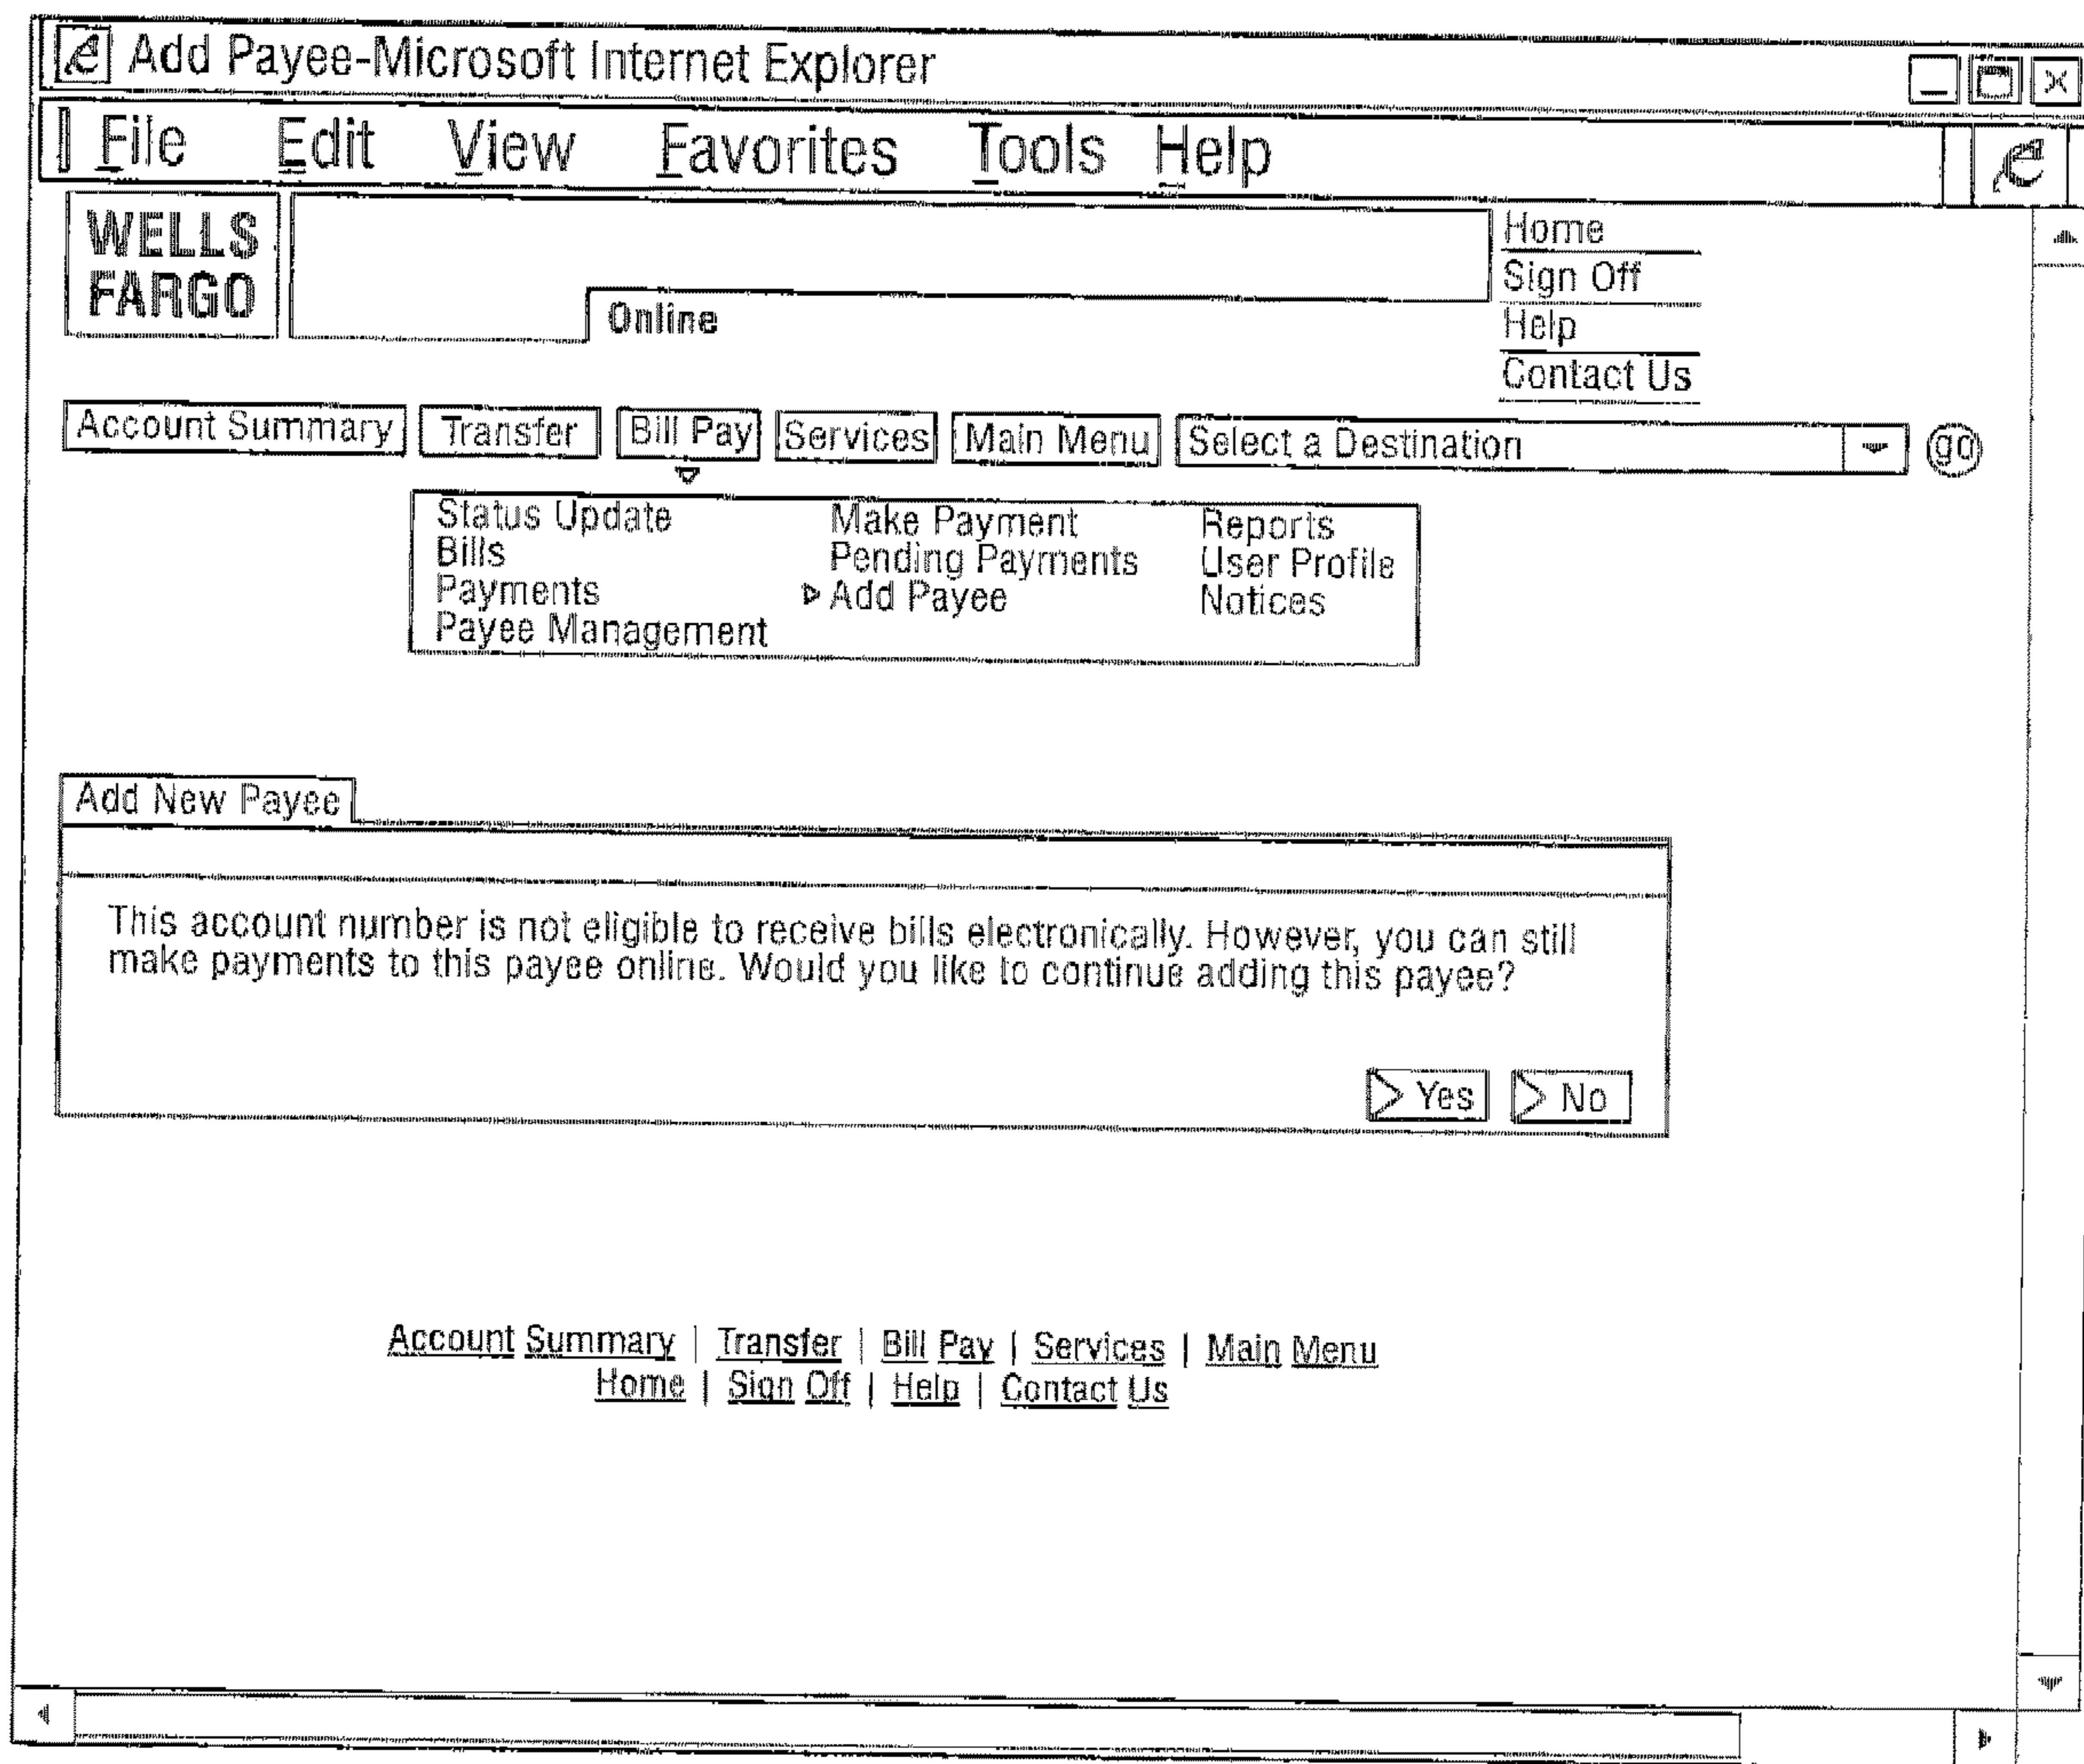 Add Payee-Microsoft Internet Explorer
File Edit View Favorites Tools Help
WELLS
FARGO
Online
Home
Sign Off
Help
Contact Us
Account Summary Transfer Bill Pay Services Main Menu Select a Destination go
Status Update Make Payment Reports
Bills Pending Payments User Profile
Payments Add Payee Notices
Payee Management
Add New Payee
This account number is not eligible to receive bills electronically. However, you can still
make payments to this payee online. Would you like to continue adding this payee?
Yes No
Account Summary | Transfer | Bill Pay | Services | Main Menu
Home | Sign Off | Help | Contact Us